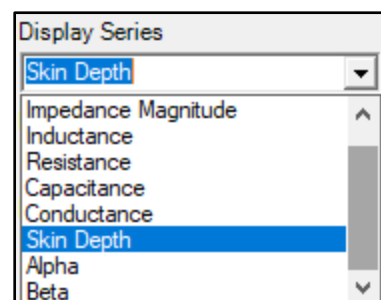 Display Series
Skin Depth
Impedance Magnitude
Inductance
Resistance
Capacitance
Conductance
Skin Depth
Alpha
Beta